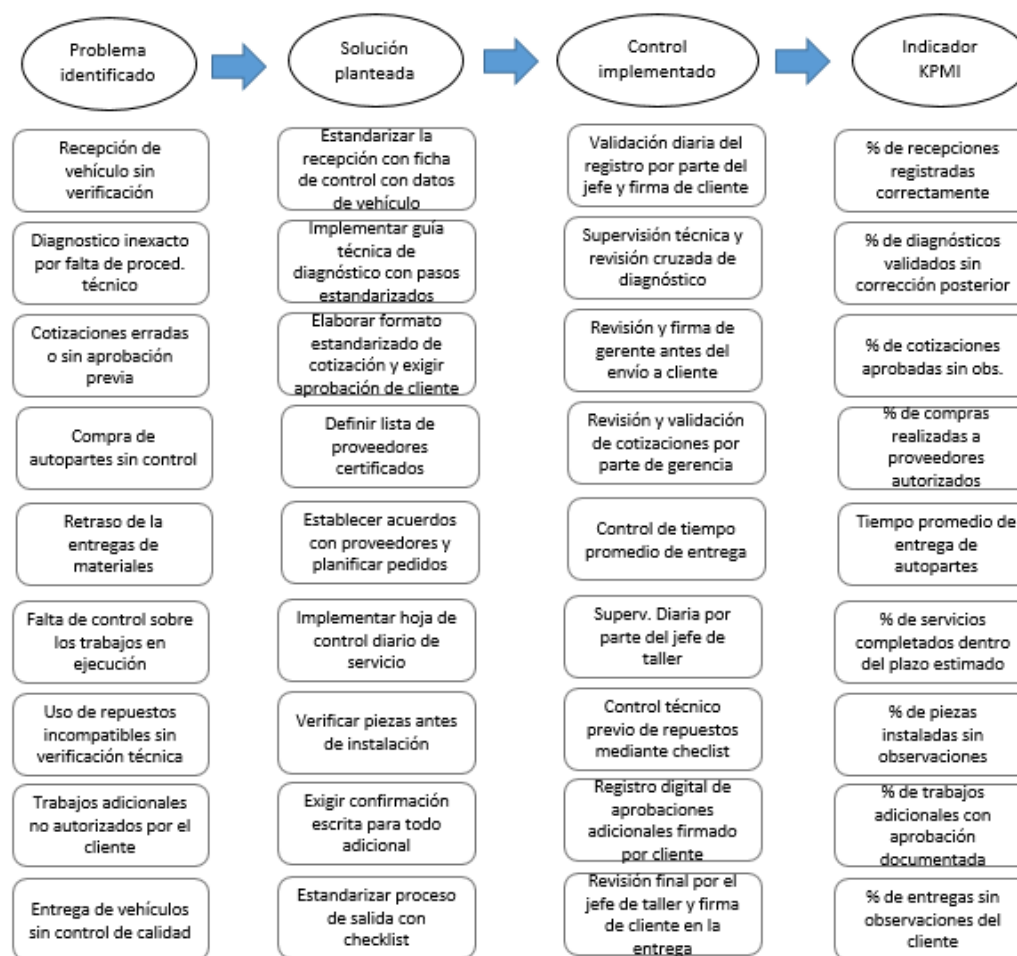 Problema
identificado
Solución
planteada
Control
implementado
Indicador
KPMI
Recepción de
vehículo sin
verificación
Estandarizar la
recepción con ficha
de control con datos
de vehículo
Validación diaria del
registro por parte del
jefe y firma de cliente
% de recepciones
registradas
correctamente
Diagnostico inexacto
por falta de proced.
técnico
Implementar guía
técnica de
diagnóstico con pasos
estandarizados
Supervisión técnica y
revisión cruzada de
diagnóstico
% de diagnósticos
validados sin
corrección posterior
Cotizaciones erradas
o sin aprobación
previa
Elaborar formato
estandarizado de
cotización y exigir
aprobación de cliente
Revisión y firma de
gerente antes del
envío a cliente
% de cotizaciones
aprobadas sin obs.
Compra de
autopartes sin control
Definir lista de
proveedores
certificados
Revisión y validación
de cotizaciones por
parte de gerencia
% de compras
realizadas a
proveedores
autorizados
Retraso de la
entregas de
materiales
Establecer acuerdos
con proveedores y
planificar pedidos
Control de tiempo
promedio de entrega
Tiempo promedio de
entrega de
autopartes
Falta de control sobre
los trabajos en
ejecución
Implementar hoja de
control diario de
servicio
Superv. Diaria por
parte del jefe de
taller
% de servicios
completados dentro
del plazo estimado
Uso de repuestos
incompatibles sin
verificación técnica
Verificar piezas antes
de instalación
Control técnico
previo de repuestos
mediante checlist
% de piezas
instaladas sin
observaciones
Trabajos adicionales
no autorizados por el
cliente
Exigir confirmación
escrita para todo
adicional
Registro digital de
aprobaciones
adicionales firmado
por cliente
% de trabajos
adicionales con
aprobación
documentada
Entrega de vehículos
sin control de calidad
Estandarizar proceso
de salida con
checklist
Revisión final por el
jefe de taller y firma
de cliente en la
entrega
% de entregas sin
observaciones del
cliente